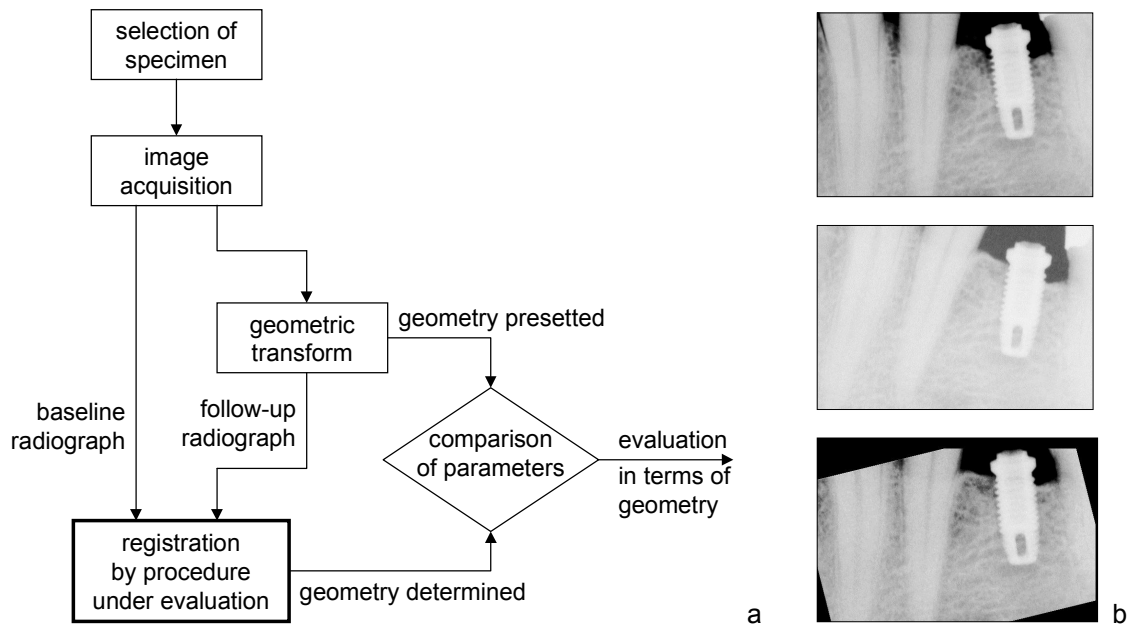 selection of
specimen
image
acquisition
geometric
transform
geometry presetted
baseline
radiograph
follow-up
radiograph
comparison
of parameters
evaluation
in terms of
geometry
registration
by procedure
under evaluation
geometry determined
a
b